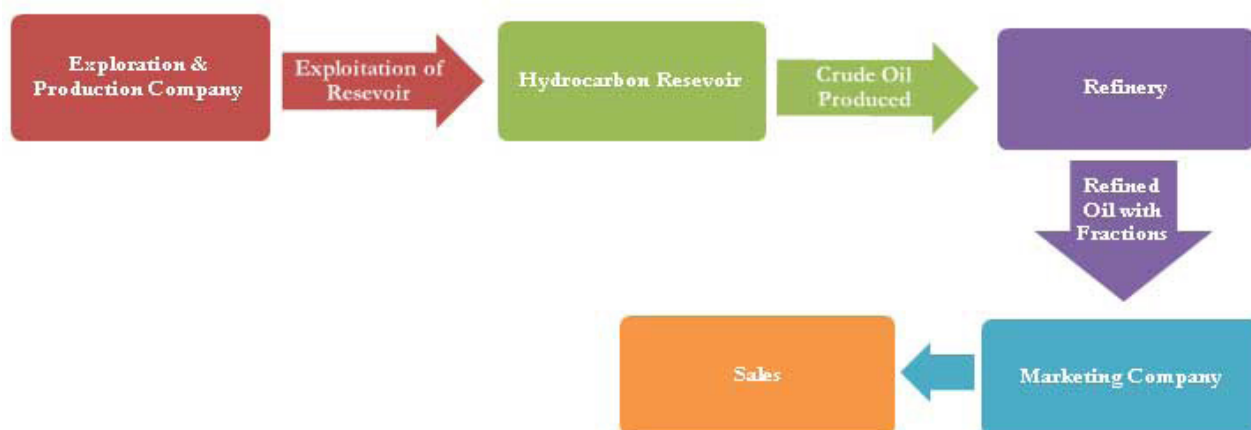 Exploration &
Production Company
Exploitation of
Resevoir
Hydrocarbon Resevoir
Crude Oil
Produced
Refinery
Refined
Oil with
Fractions
Marketing Company
Sales